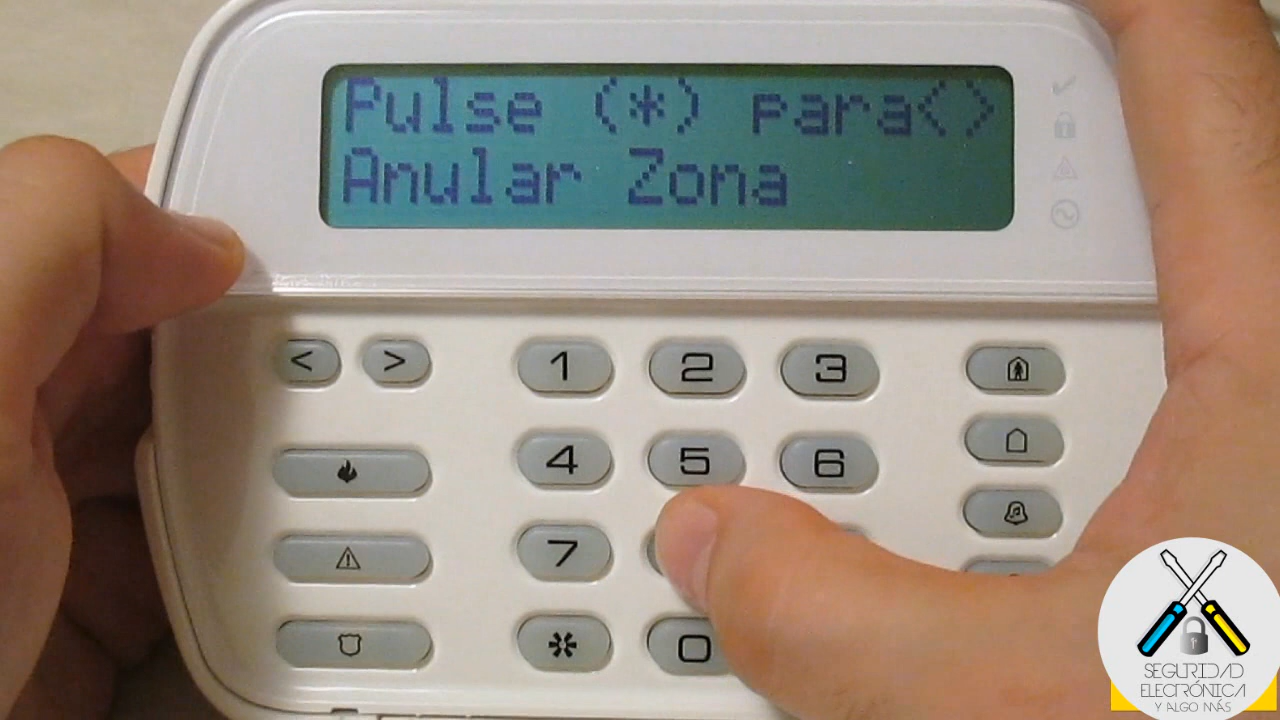 Pulse (*) para<>
Anular Zona
< > 1 2 3
4 5 6
7
* 0
SEGURIDAD
ELECTRÓNICA
Y ALGO MÁS